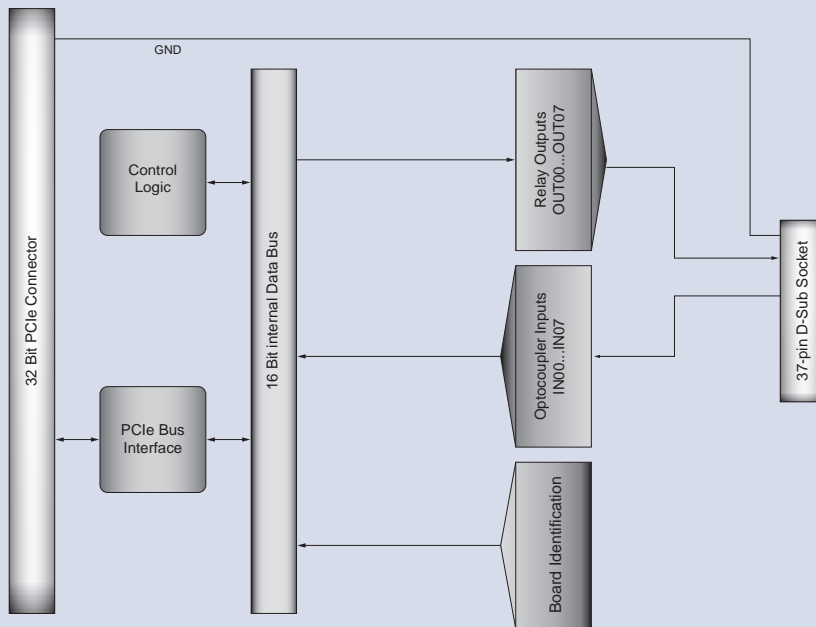 GND
32 Bit PCIe Connector
Control
Logic
PCIe Bus
Interface
16 Bit internal Data Bus
Relay Outputs
OUT00...OUT07
Optocoupler Inputs
IN00...IN07
Board Identification
37-pin D-Sub Socket